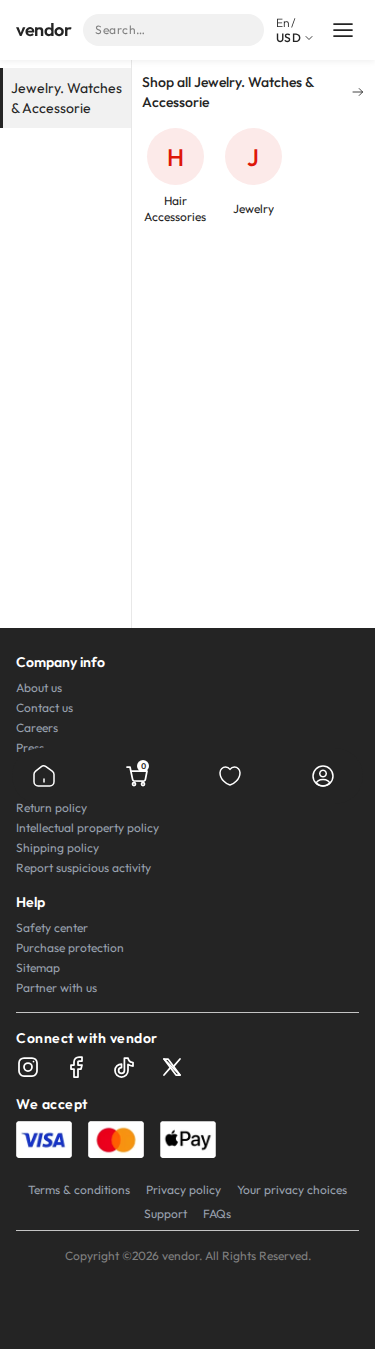 vendor
Search...
En/
USD
Jewelry. Watches
& Accessorie
Shop all Jewelry. Watches &
Accessorie
H
J
Hair
Accessories
Jewelry
Company info
About us
Contact us
Careers
Press
0
Return policy
Intellectual property policy
Shipping policy
Report suspicious activity
Help
Safety center
Purchase protection
Sitemap
Partner with us
Connect with vendor
We accept
VISA
Pay
Terms & conditions Privacy policy Your privacy choices
Support FAQs
Copyright ©2026 vendor. All Rights Reserved.